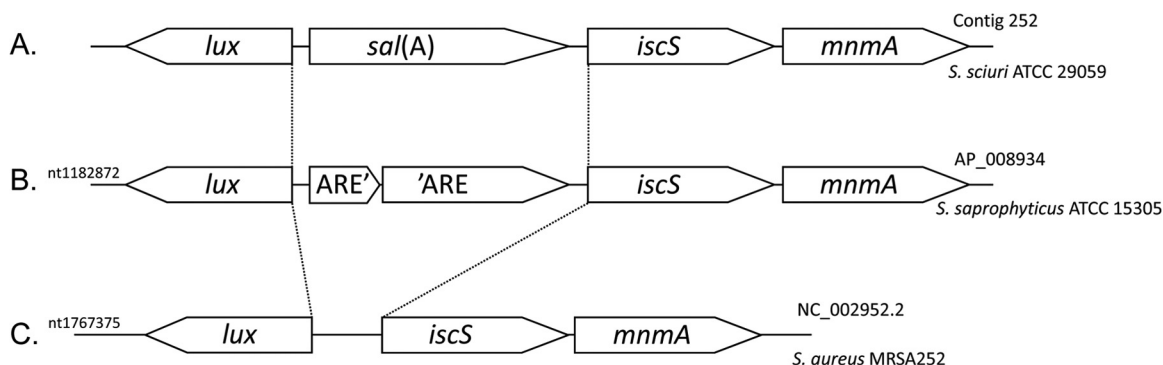 Contig 252
A. lux sal(A) iscS mnmA
S. sciuri ATCC 29059
nt1182872 AP_008934
B. lux ARE' 'ARE iscS mnmA
S. saprophyticus ATCC 15305
nt1767375 NC_002952.2
C. lux iscS mnmA
S. aureus MRSA252